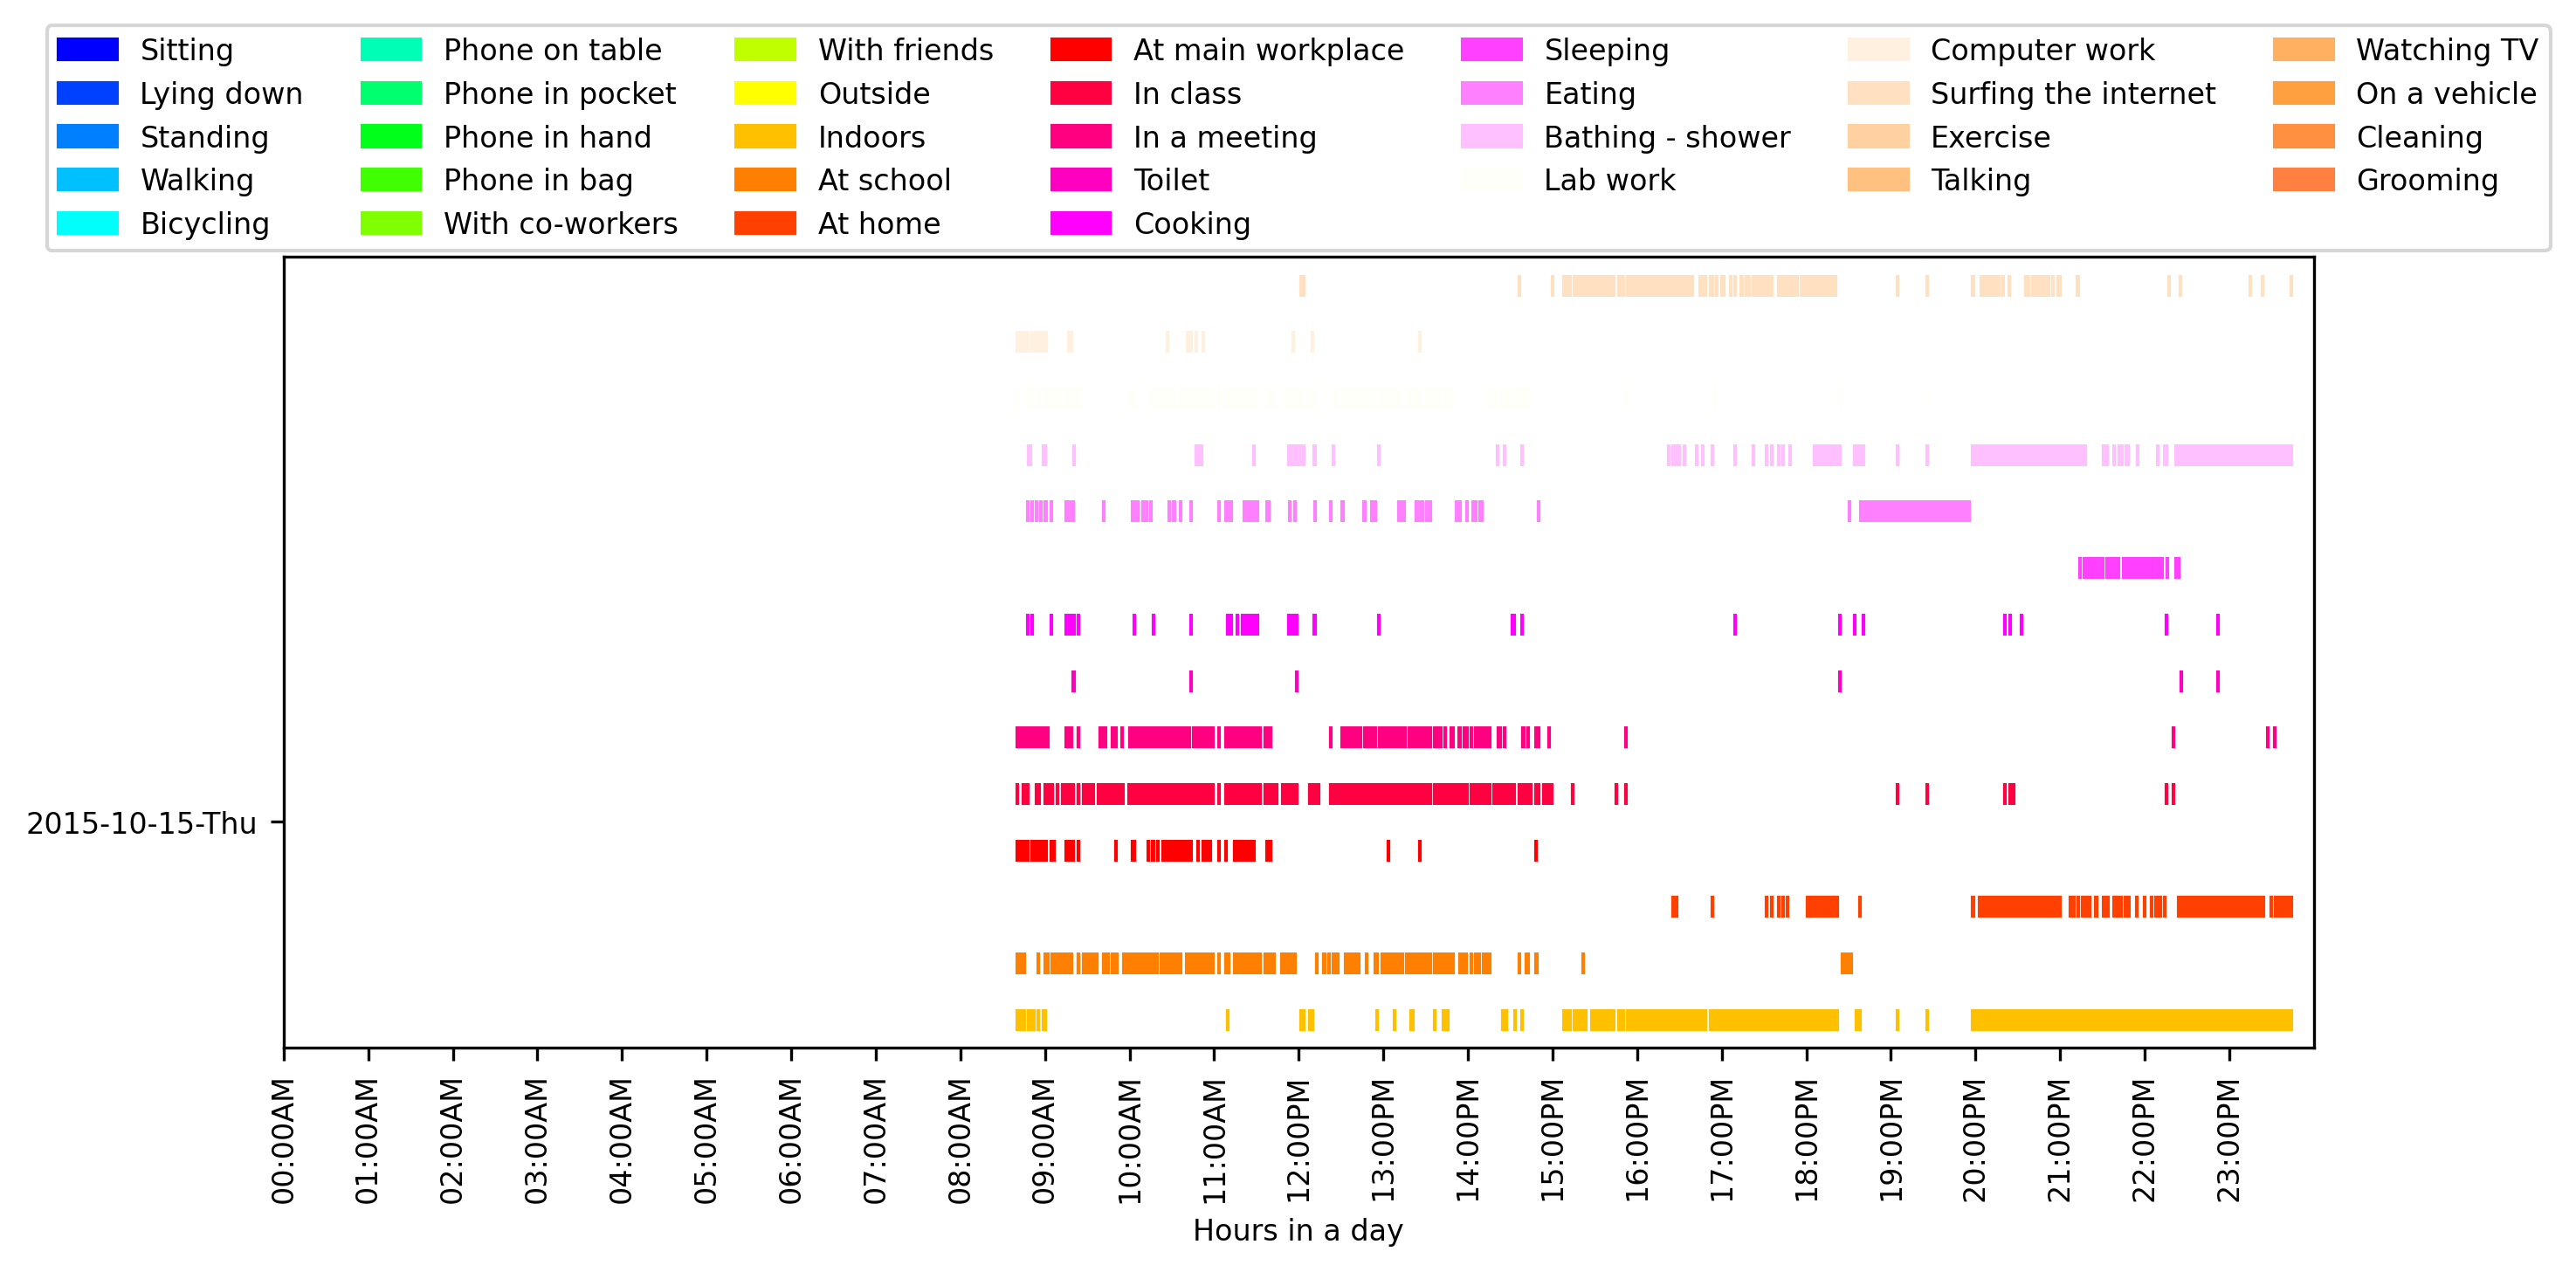 Sitting
Lying down
Standing
Walking
Bicycling
Phone on table
Phone in pocket
Phone in hand
Phone in bag
With co-workers
With friends
Outside
Indoors
At school
At home
At main workplace
In class
In a meeting
Toilet
Cooking
Sleeping
Eating
Bathing - shower
Lab work
Computer work
Surfing the internet
Exercise
Talking
Watching TV
On a vehicle
Cleaning
Grooming
2015-10-15-Thu
00:00AM
01:00AM
02:00AM
03:00AM
04:00AM
05:00AM
06:00AM
07:00AM
08:00AM
09:00AM
10:00AM
11:00AM
12:00PM
13:00PM
14:00PM
15:00PM
16:00PM
17:00PM
18:00PM
19:00PM
20:00PM
21:00PM
22:00PM
23:00PM
Hours in a day